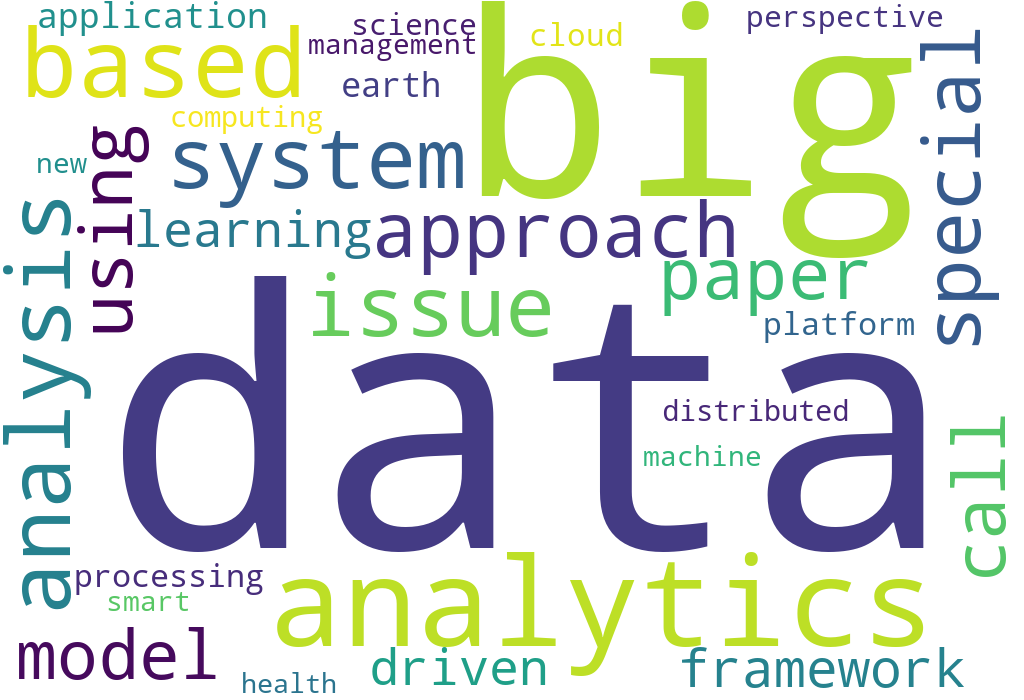 application
science
management
cloud
perspective
based
big
earth
special
computing
using
system
new
analysis
learning
approach
issue
paper
platform
data
distributed
machine
call
processing
analytics
smart
model
driven
framework
health